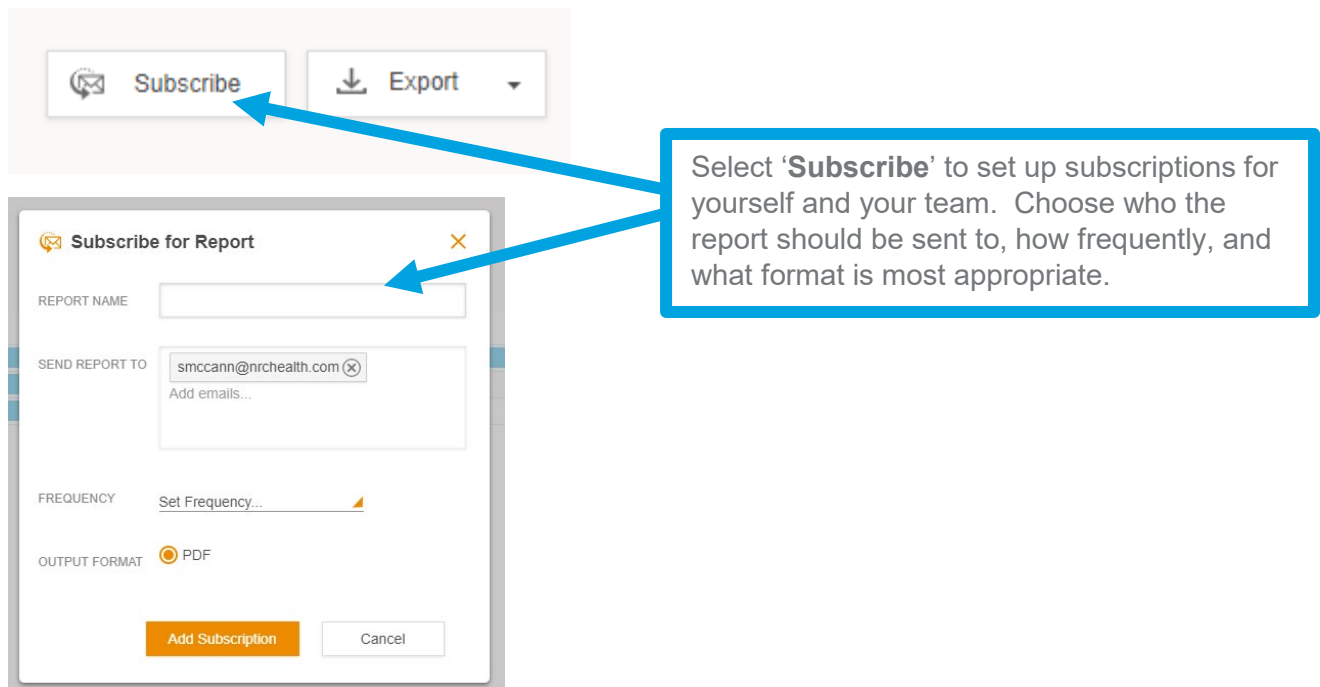 Subscribe
Export
Select ‘Subscribe’ to set up subscriptions for
yourself and your team.  Choose who the
report should be sent to, how frequently, and
what format is most appropriate.
Subscribe for Report
REPORT NAME
SEND REPORT TO
smccann@nrchealth.com
Add emails...
FREQUENCY
Set Frequency...
OUTPUT FORMAT
PDF
Add Subscription
Cancel